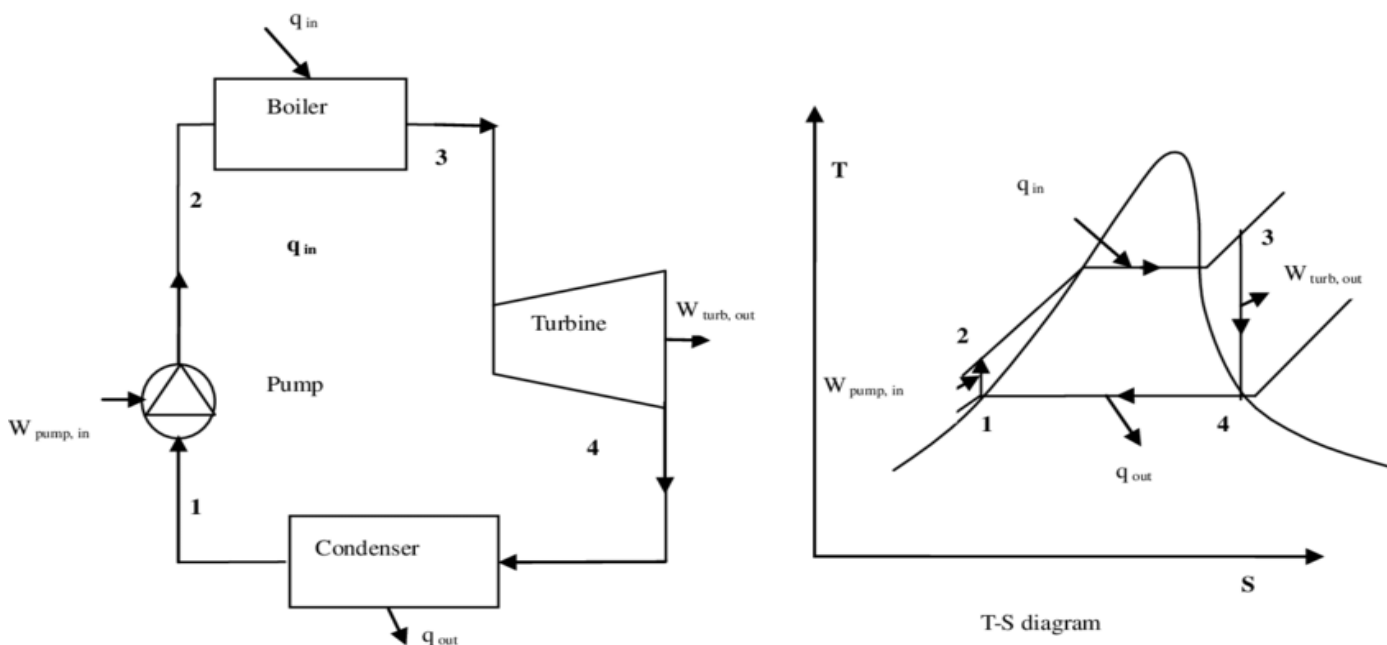 q in
Boiler
3
2
q in
Turbine
W turb, out
Pump
W pump, in
4
1
Condenser
q out
T
q in
3
W turb, out
2
W pump, in
1
4
q out
S
T-S diagram